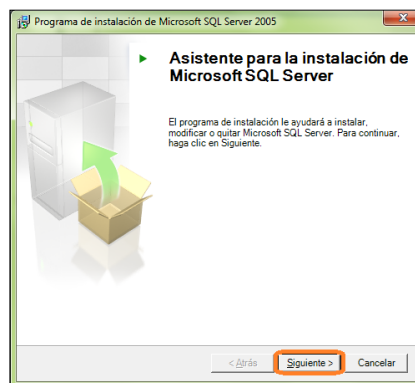 Programa de instalación de Microsoft SQL Server 2005
Asistente para la instalación de
Microsoft SQL Server
El programa de instalación le ayudará a instalar,
modificar o quitar Microsoft SQL Server. Para continuar,
haga clic en Siguiente.
< Atrás
Siguiente >
Cancelar